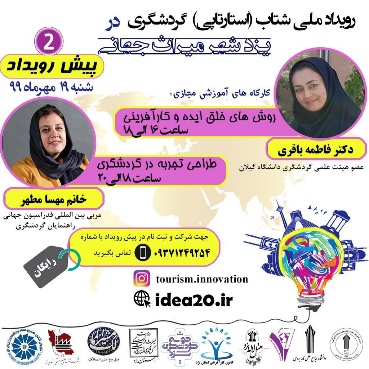 رویداد ملی شتاب (استارتاپی) گردشگری در
یزد شهر میراث جهانی
2
پیش رویداد
شنبه ۱۹ مهرماه ۹۹
کارگاه های آموزشی مجازی:
روش های خلق ایده و کارآفرینی
ساعت ۱۶ الی ۱۸
دکتر فاطمه باقری
عضو هیئت علمی گردشگری دانشگاه گیلان
طراحی تجربه در گردشگری
ساعت ۱۸ الی ۲۰
خانم مهسا مطهر
مربی بین المللی فدراسیون جهانی
راهنمایان گردشگری
جهت شرکت و ثبت نام در پیش رویداد با شماره
۰۹۳۷۱۲۴۹۲۵۴ تماس بگیرید
رایگان
tourism.innovation
idea20.ir